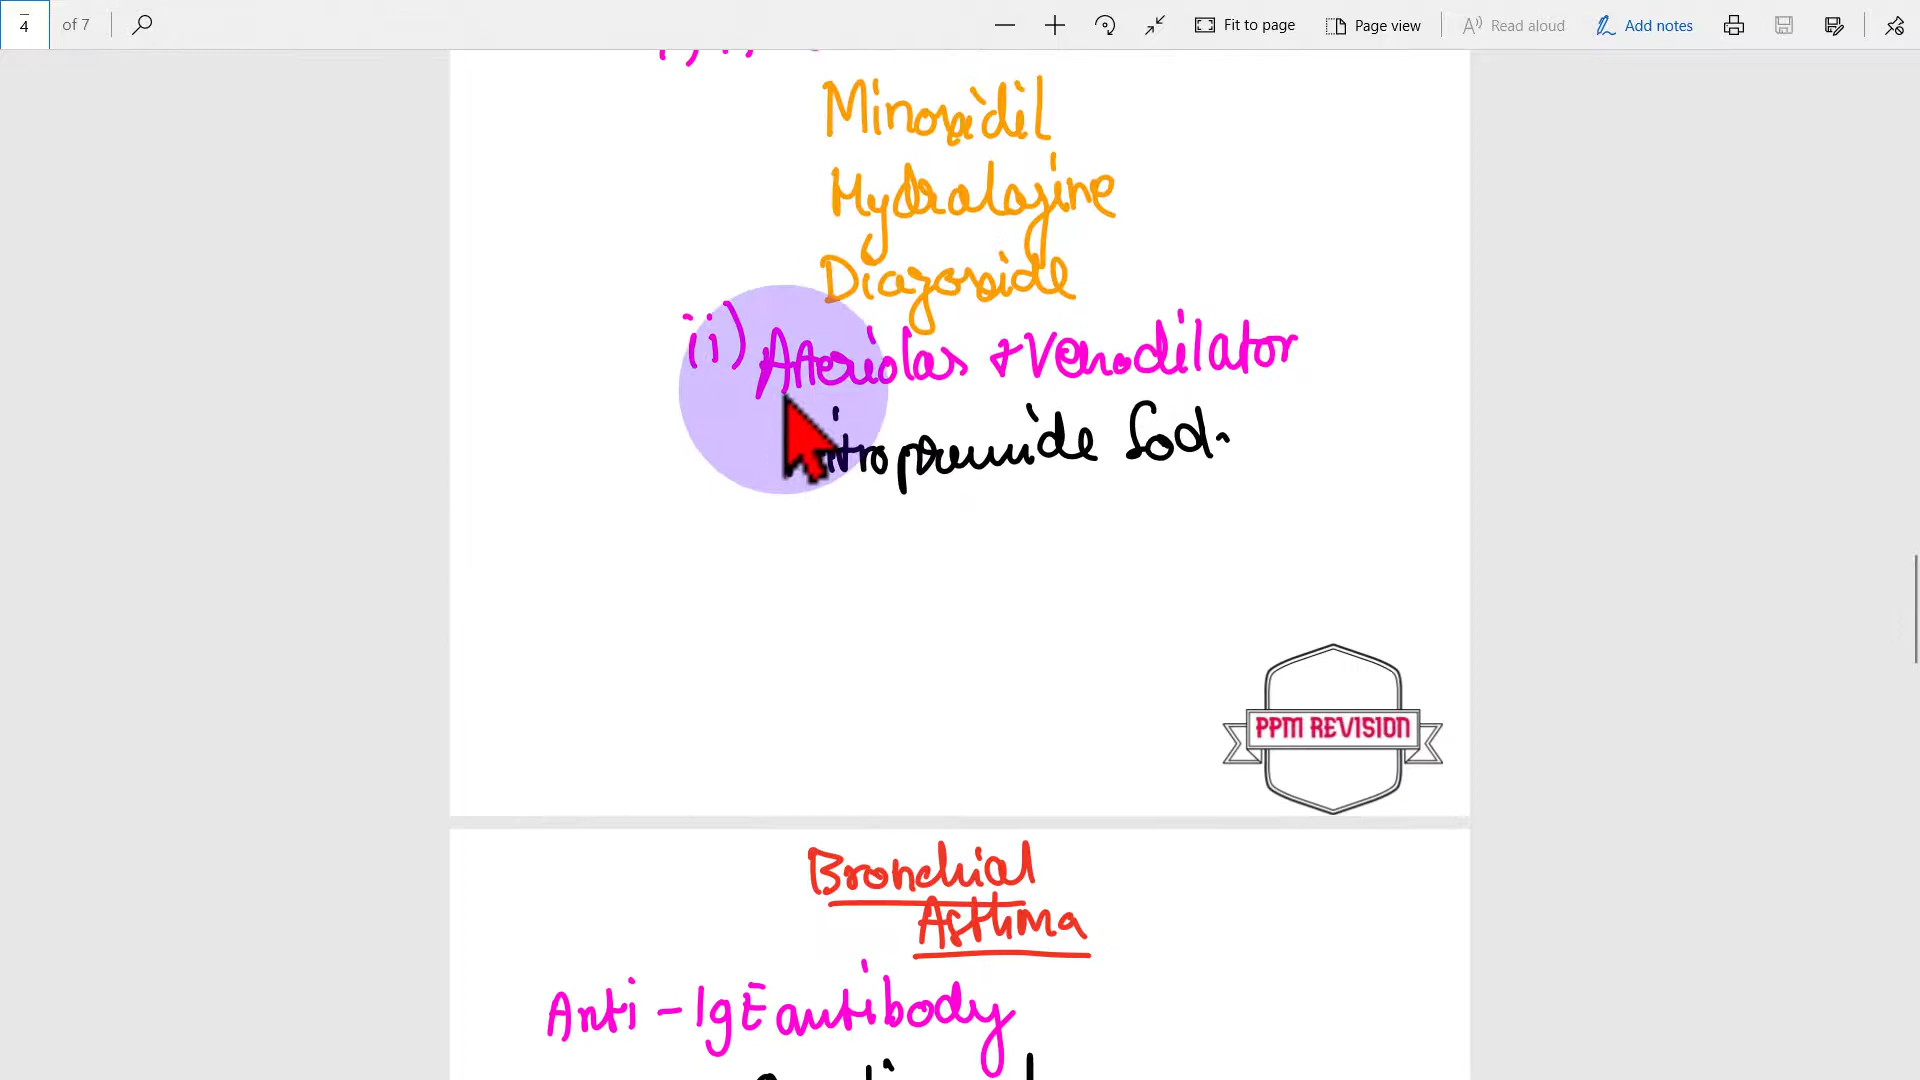 4 of 7 Fit to page Page view Read aloud Add notes
Minoxidil
Hydralazine
Diazoxide
ii) Arteriolar + Venodilator
itroprusside Sod.
PPM REVISION
Bronchial
Asthma
Anti-IgE antibody